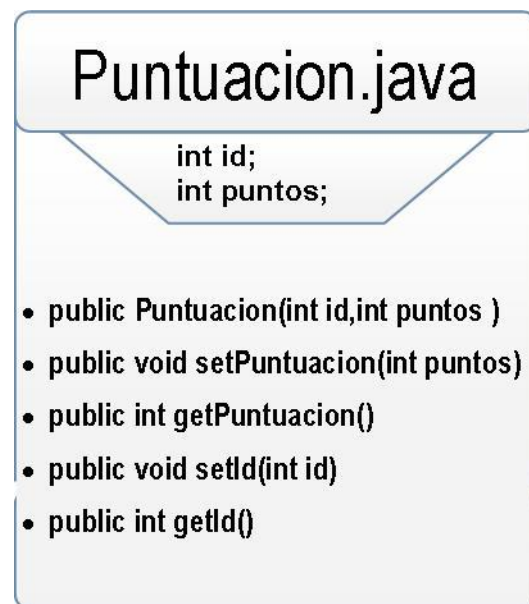 Puntuacion.java
int id;
int puntos;
• public Puntuacion(int id,int puntos )
• public void setPuntuacion(int puntos)
• public int getPuntuacion()
• public void setId(int id)
• public int getId()